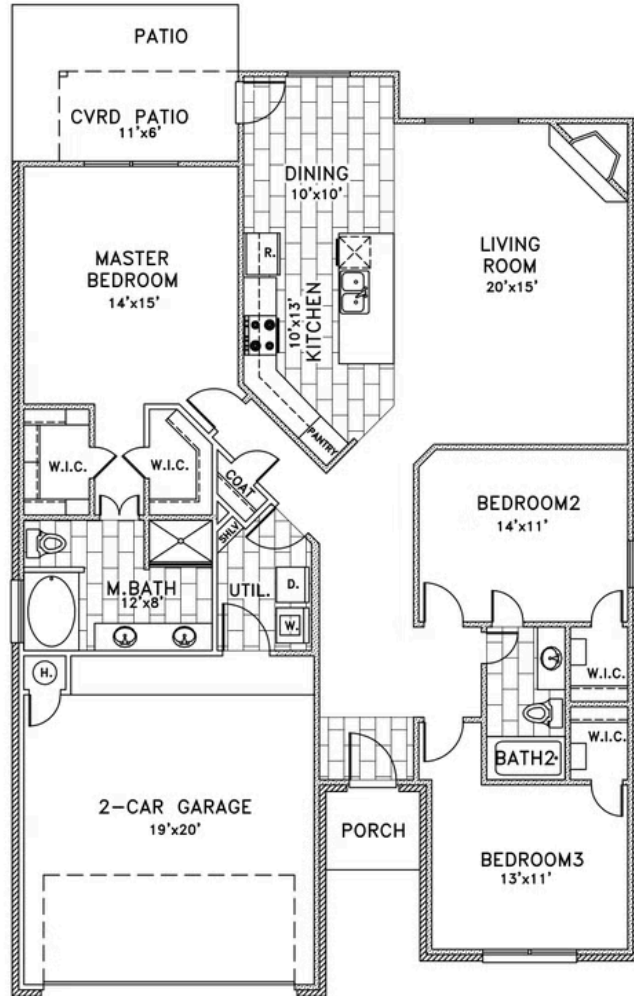 PATIO
CVRD PATIO
11'x6'
DINING
10'x10'
LIVING
ROOM
20'x15'
MASTER
BEDROOM
14'x15'
R.
KITCHEN
10'x13'
PANTRY
W.I.C.
W.I.C.
COAT
SHLV
BEDROOM2
14'x11'
M.BATH
12'x8'
UTIL.
D.
W.
H.
W.I.C.
W.I.C.
BATH2
2-CAR GARAGE
19'x20'
PORCH
BEDROOM3
13'x11'